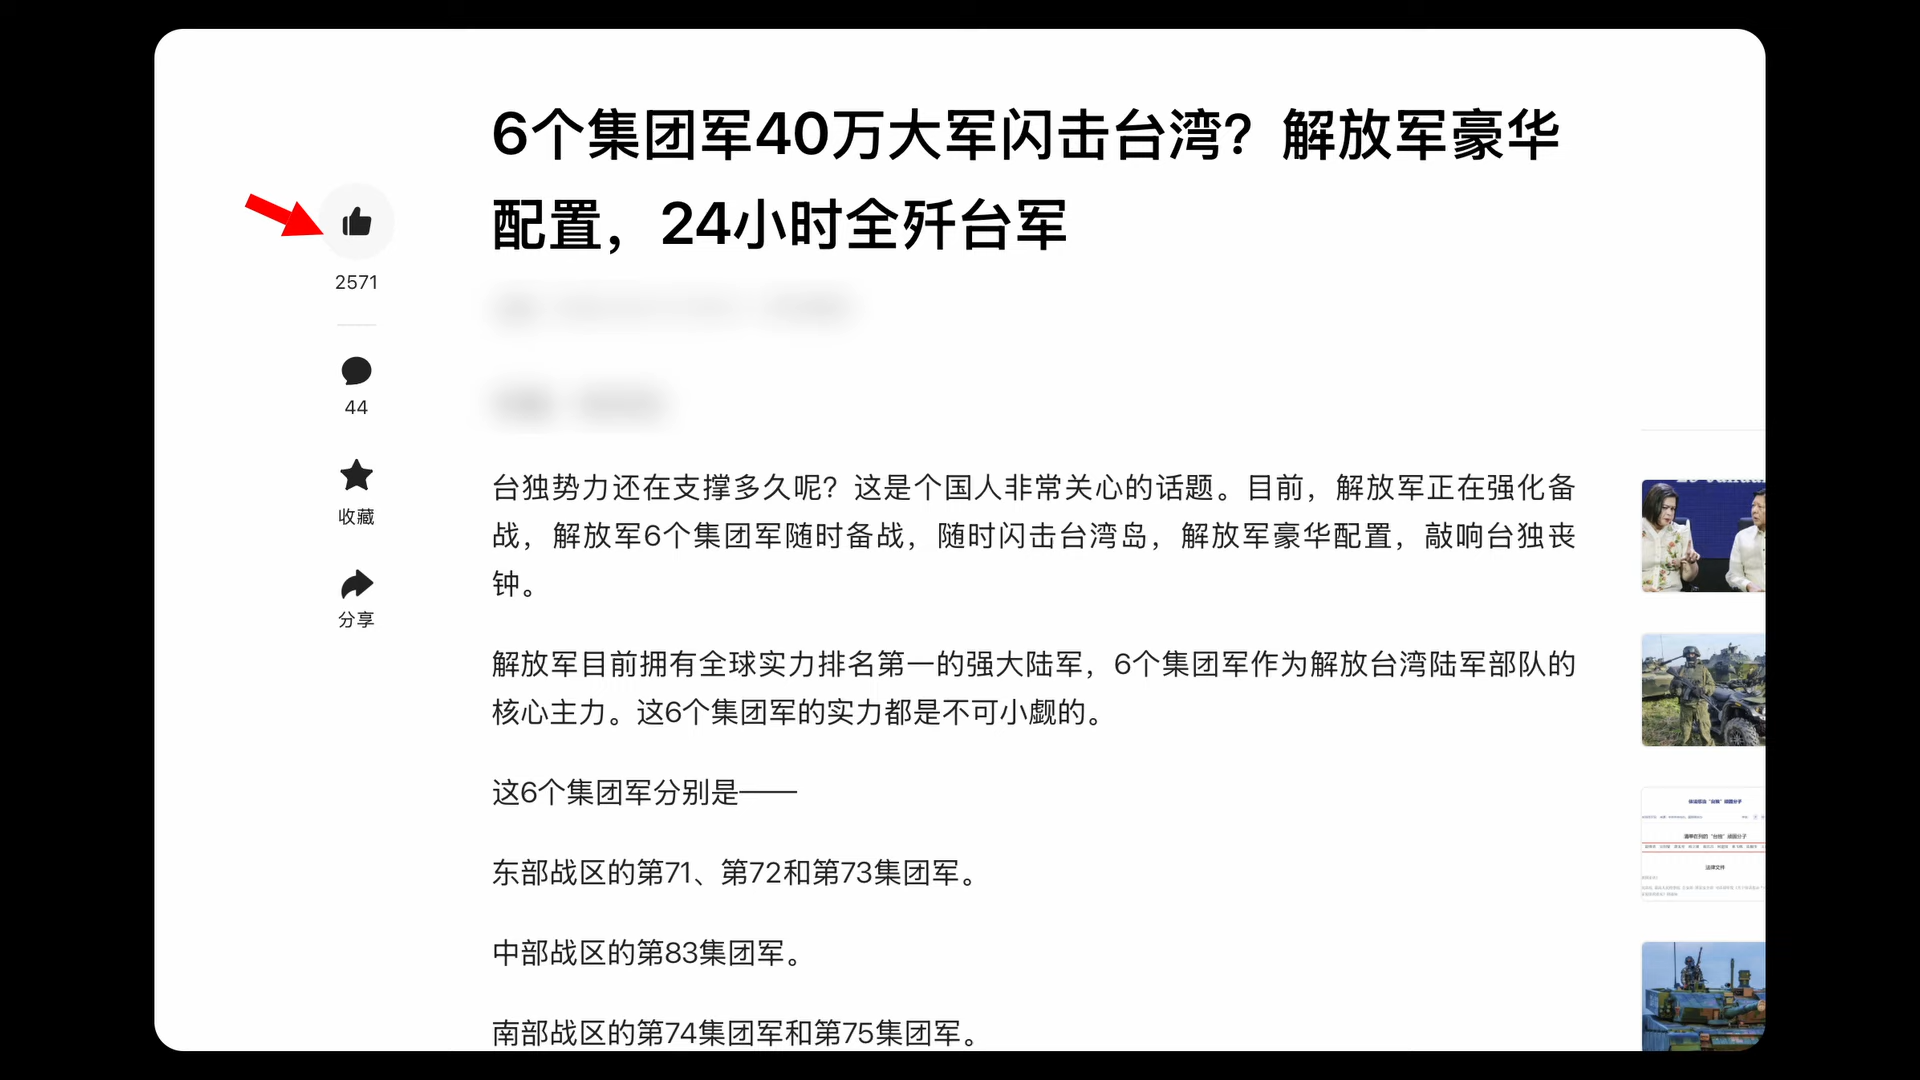 6个集团军40万大军闪击台湾？解放军豪华
配置，24小时全歼台军
2571
44
收藏
分享
台独势力还在支撑多久呢？这是个国人非常关心的话题。目前，解放军正在强化备
战，解放军6个集团军随时备战，随时闪击台湾岛，解放军豪华配置，敲响台独丧
钟。
解放军目前拥有全球实力排名第一的强大陆军，6个集团军作为解放台湾陆军部队的
核心主力。这6个集团军的实力都是不可小觑的。
这6个集团军分别是——
东部战区的第71、第72和第73集团军。
中部战区的第83集团军。
南部战区的第74集团军和第75集团军。
法律文件